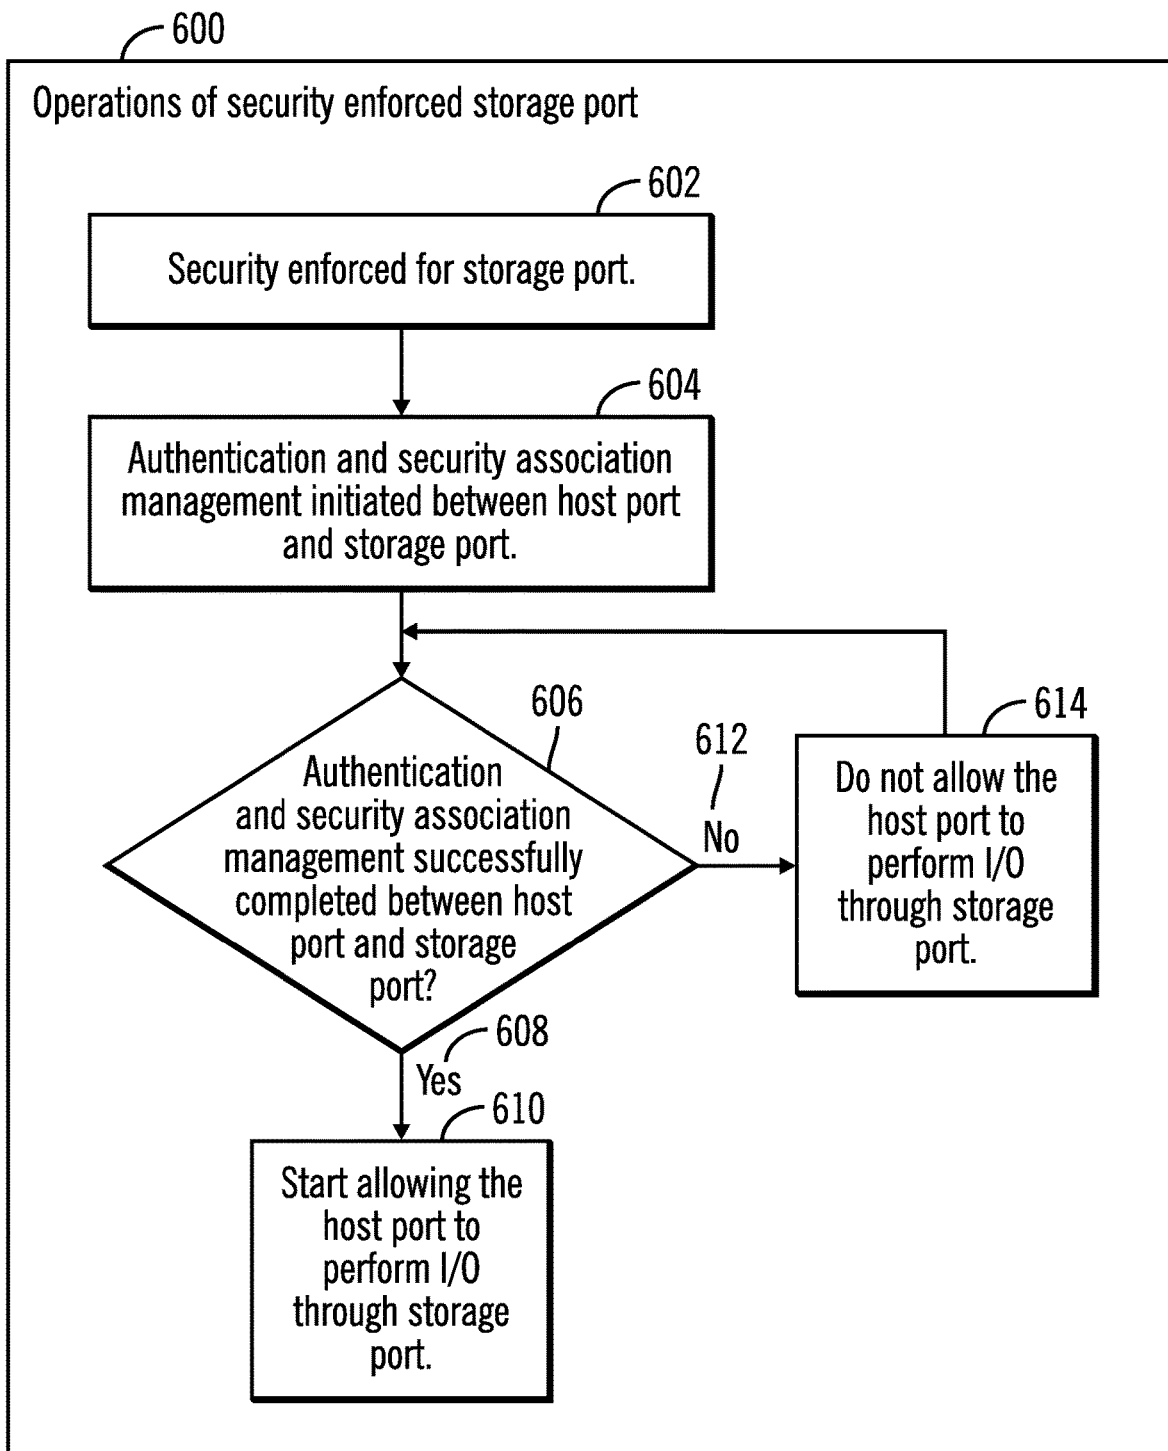 600
Operations of security enforced storage port
602
Security enforced for storage port.
604
Authentication and security association
management initiated between host port
and storage port.
606
Authentication
and security association
management successfully
completed between host
port and storage
port?
612
No
614
Do not allow the
host port to
perform I/O
through storage
port.
608
Yes
610
Start allowing the
host port to
perform I/O
through storage
port.